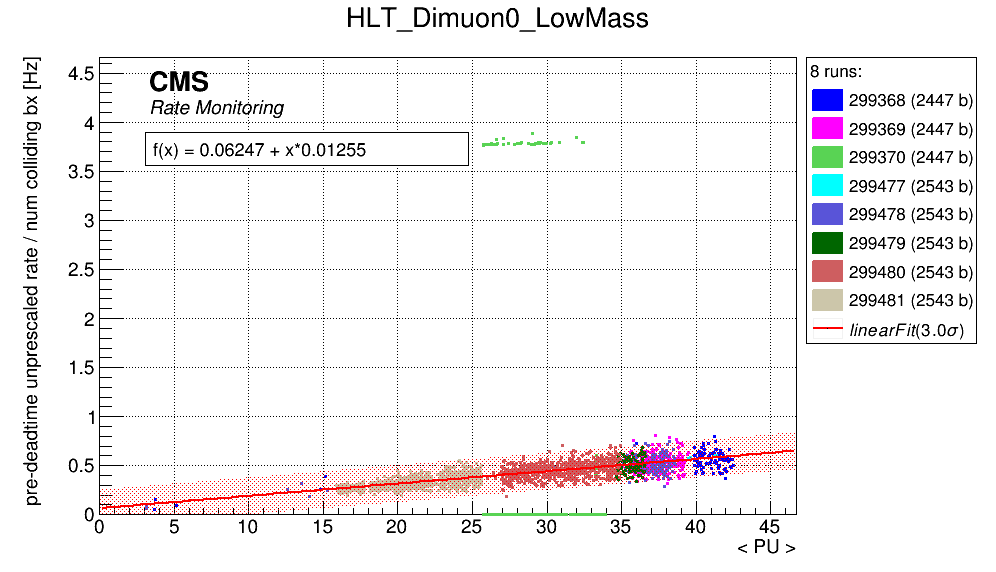 HLT_Dimuon0_LowMass
pre-deadtime unprescaled rate / num colliding bx [Hz]
4.5
4
3.5
3
2.5
2
1.5
1
0.5
0
CMS
Rate Monitoring
f(x) = 0.06247 + x*0.01255
0
5
10
15
20
25
30
35
40
45
< PU >
8 runs:
299368 (2447 b)
299369 (2447 b)
299370 (2447 b)
299477 (2543 b)
299478 (2543 b)
299479 (2543 b)
299480 (2543 b)
299481 (2543 b)
linearFit(3.0σ)